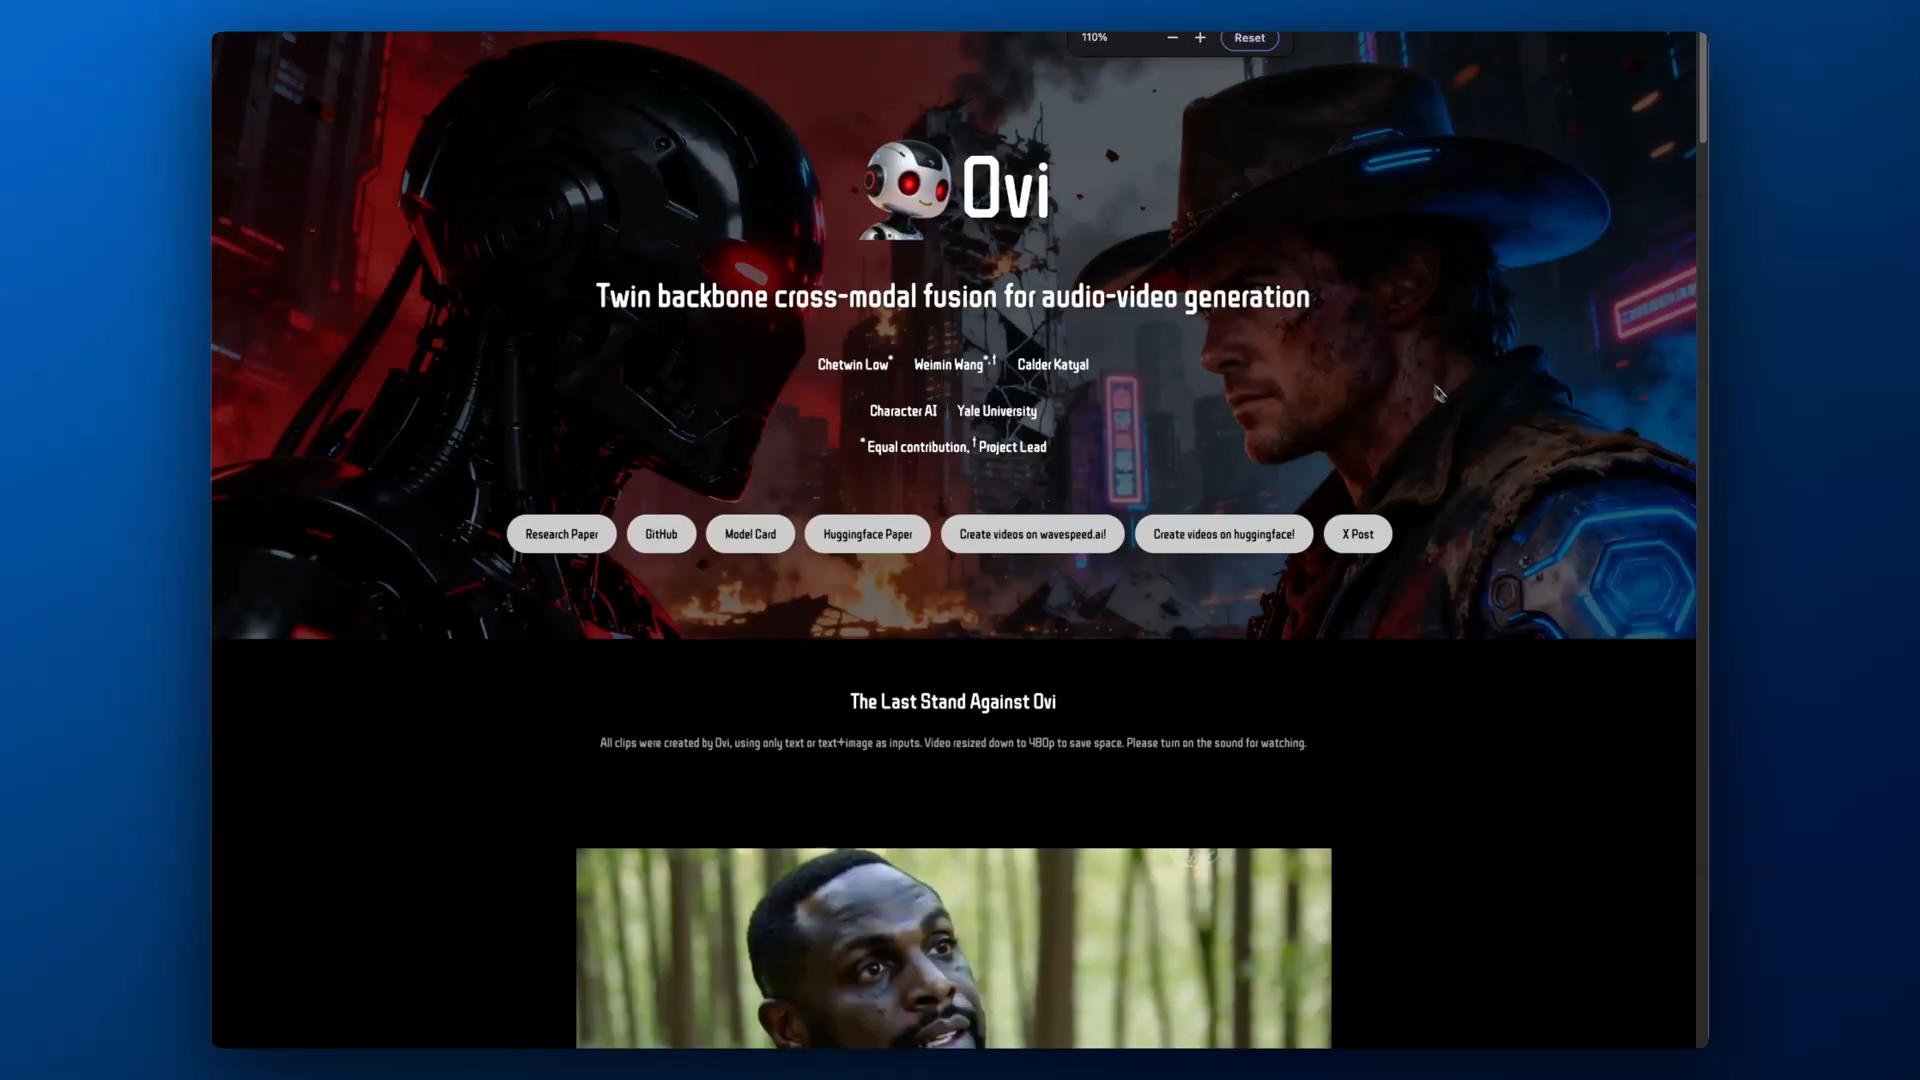 110% − + Reset
Ovi
Twin backbone cross-modal fusion for audio-video generation
Chetwin Low* Weimin Wang*,† Calder Katyal
Character AI Yale University
* Equal contribution, † Project Lead
Research Paper GitHub Model Card Huggingface Paper Create videos on wavespeed.ai! Create videos on huggingface! X Post
The Last Stand Against Ovi
All clips were created by Ovi, using only text or text+image as inputs. Video resized down to 480p to save space. Please turn on the sound for watching.